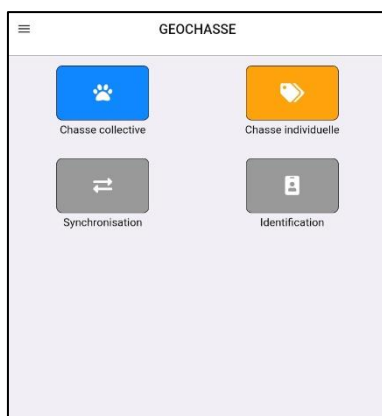 GEOCHASSE
Chasse collective
Chasse individuelle
Synchronisation
Identification